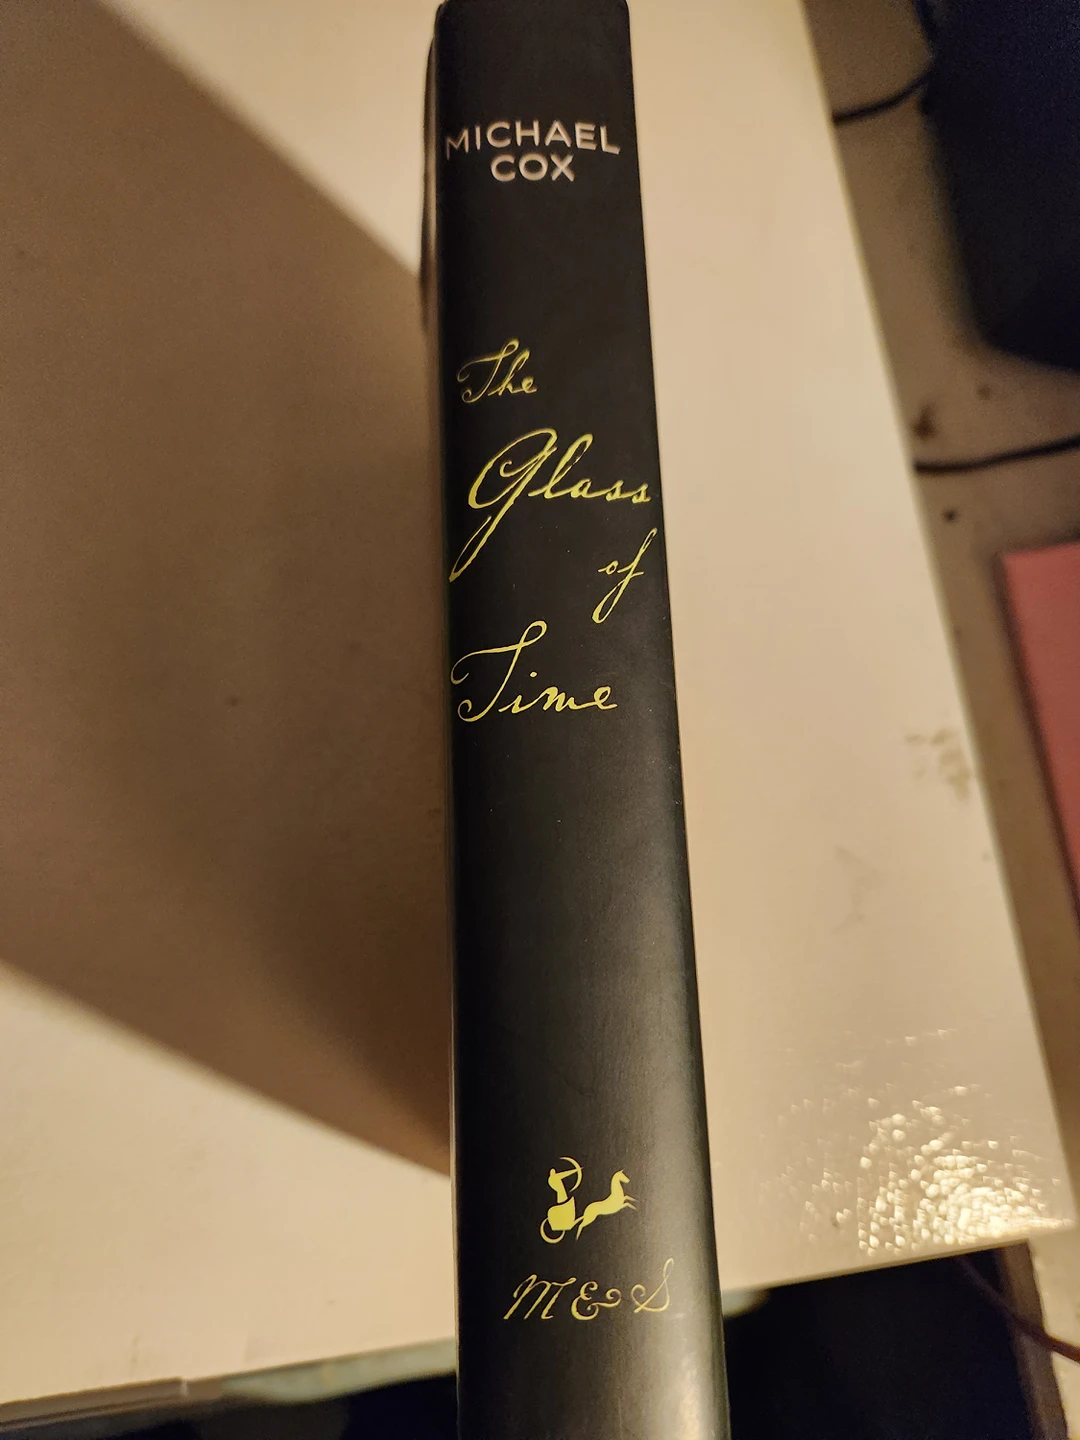 MICHAEL
COX
The
Glass
of
Time
M&S